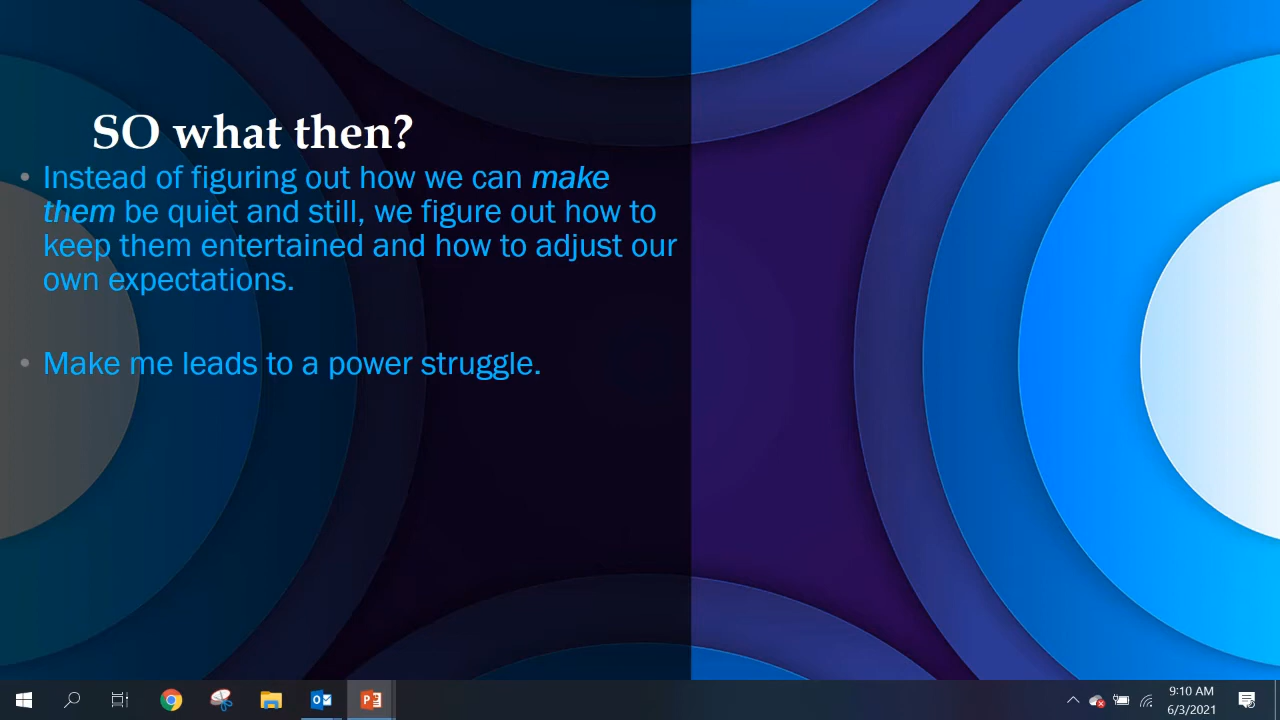 SO what then?
• Instead of figuring out how we can make
them be quiet and still, we figure out how to
keep them entertained and how to adjust our
own expectations.
• Make me leads to a power struggle.
9:10 AM
6/3/2021